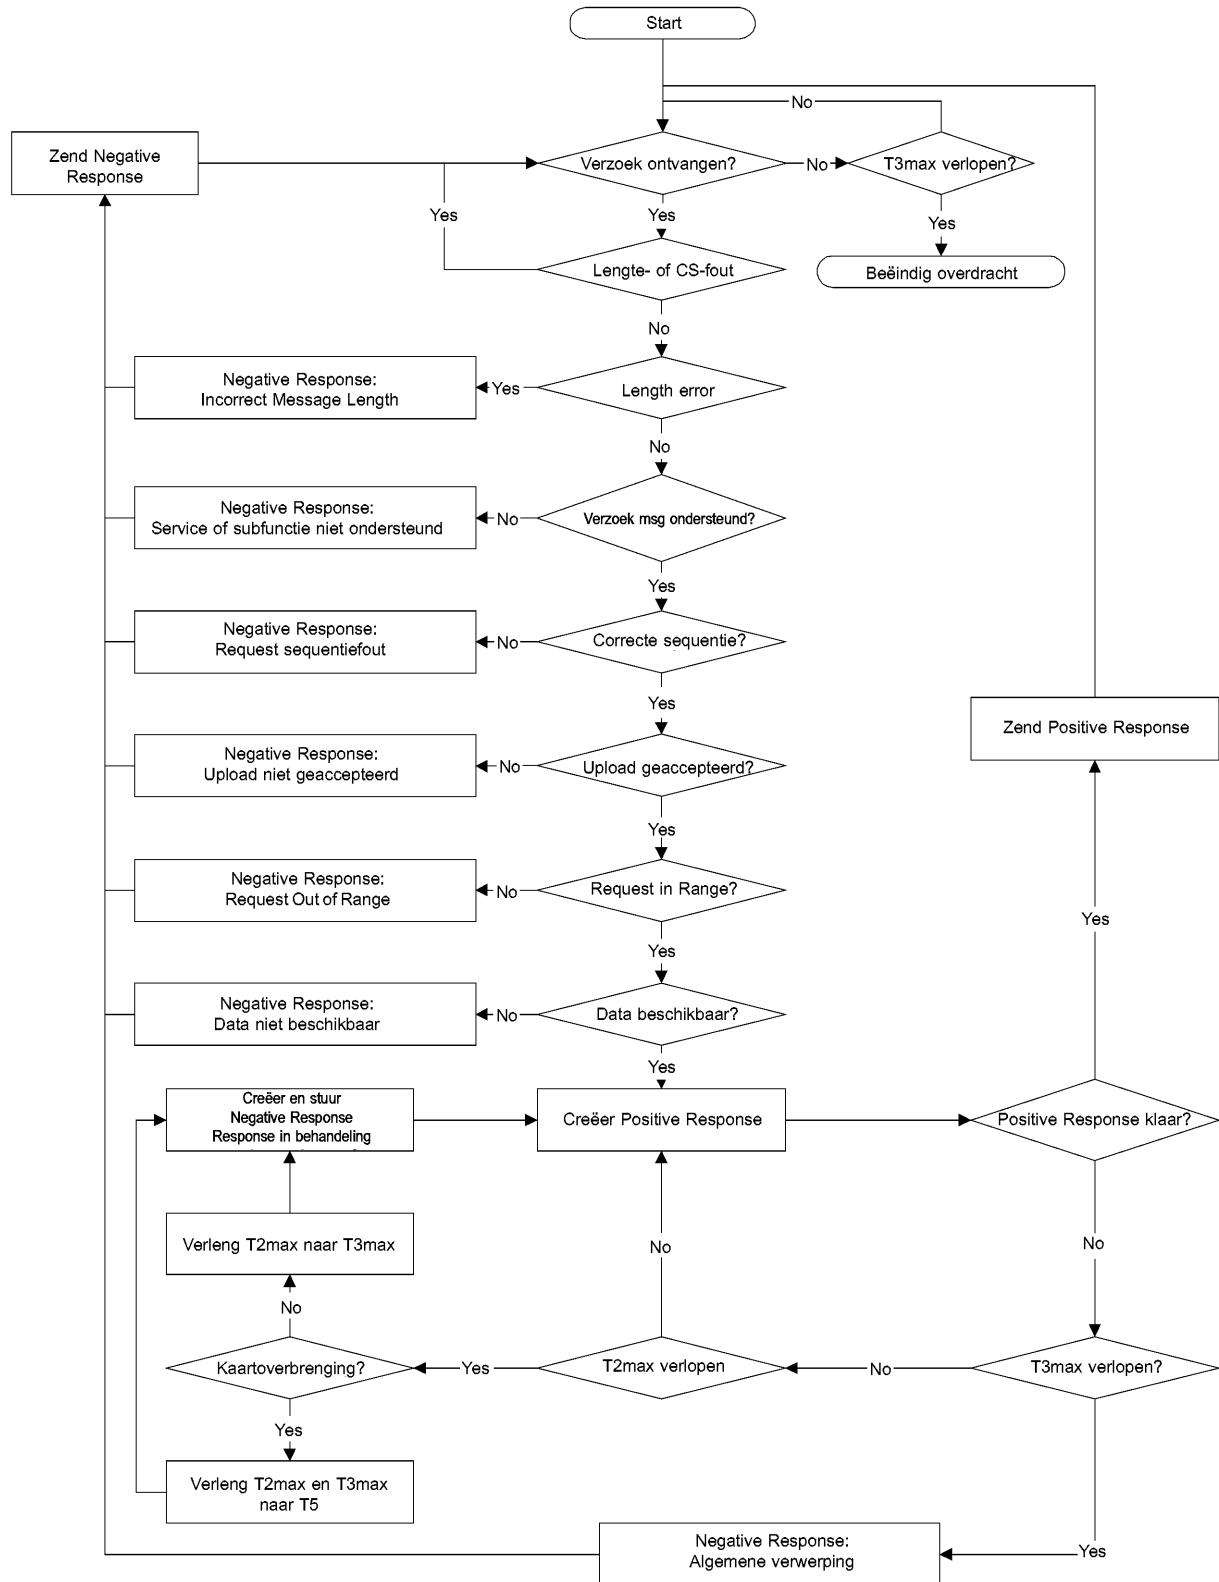 Start
No
Zend Negative
Response
Verzoek ontvangen?
No
T3max verlopen?
Yes
Yes
Yes
Lengte- of CS-fout
Beëindig overdracht
No
Negative Response:
Incorrect Message Length
Yes
Length error
No
Negative Response:
Service of subfunctie niet ondersteund
No
Verzoek msg ondersteund?
Yes
Negative Response:
Request sequentiefout
No
Correcte sequentie?
Yes
Zend Positive Response
Negative Response:
Upload niet geaccepteerd
No
Upload geaccepteerd?
Yes
Negative Response:
Request Out of Range
No
Request in Range?
Yes
Yes
Negative Response:
Data niet beschikbaar
No
Data beschikbaar?
Yes
Creëer en stuur
Negative Response
Response in behandeling
Creëer Positive Response
Positive Response klaar?
Verleng T2max naar T3max
No
No
No
Kaartoverbrenging?
Yes
T2max verlopen
No
T3max verlopen?
Yes
Verleng T2max en T3max
naar T5
Negative Response:
Algemene verwerping
Yes